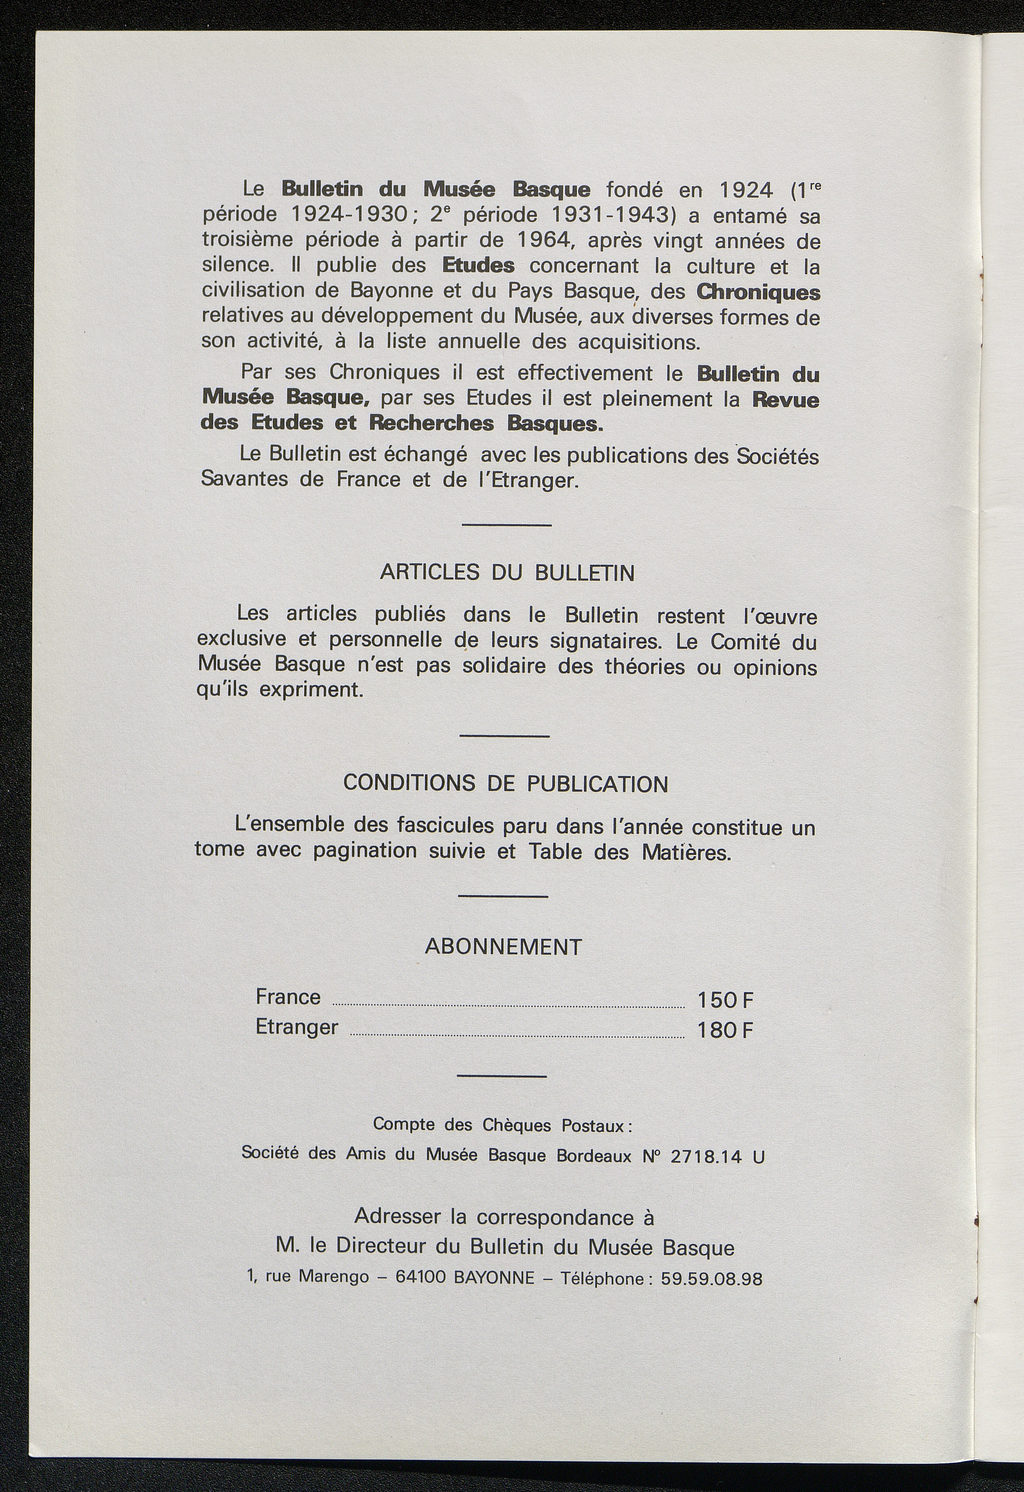 Le Bulletin du Musée Basque fondé en 1924 (1re
période 1924-1930 ; 2e période 1931-1943) a entamé sa
troisième période à partir de 1964, après vingt années de
silence. Il publie des Etudes concernant la culture et la
civilisation de Bayonne et du Pays Basque, des Chroniques
relatives au développement du Musée, aux diverses formes de
son activité, à la liste annuelle des acquisitions.
Par ses Chroniques il est effectivement le Bulletin du
Musée Basque, par ses Etudes il est pleinement la Revue
des Etudes et Recherches Basques.
Le Bulletin est échangé avec les publications des Sociétés
Savantes de France et de l'Etranger.
ARTICLES DU BULLETIN
Les articles publiés dans le Bulletin restent l'œuvre
exclusive et personnelle de leurs signataires. Le Comité du
Musée Basque n'est pas solidaire des théories ou opinions
qu'ils expriment.
CONDITIONS DE PUBLICATION
L'ensemble des fascicules paru dans l'année constitue un
tome avec pagination suivie et Table des Matières.
ABONNEMENT
France 150 F
Etranger 180 F
Compte des Chèques Postaux :
Société des Amis du Musée Basque Bordeaux N° 2718.14 U
Adresser la correspondance à
M. le Directeur du Bulletin du Musée Basque
1, rue Marengo – 64100 BAYONNE – Téléphone : 59.59.08.98